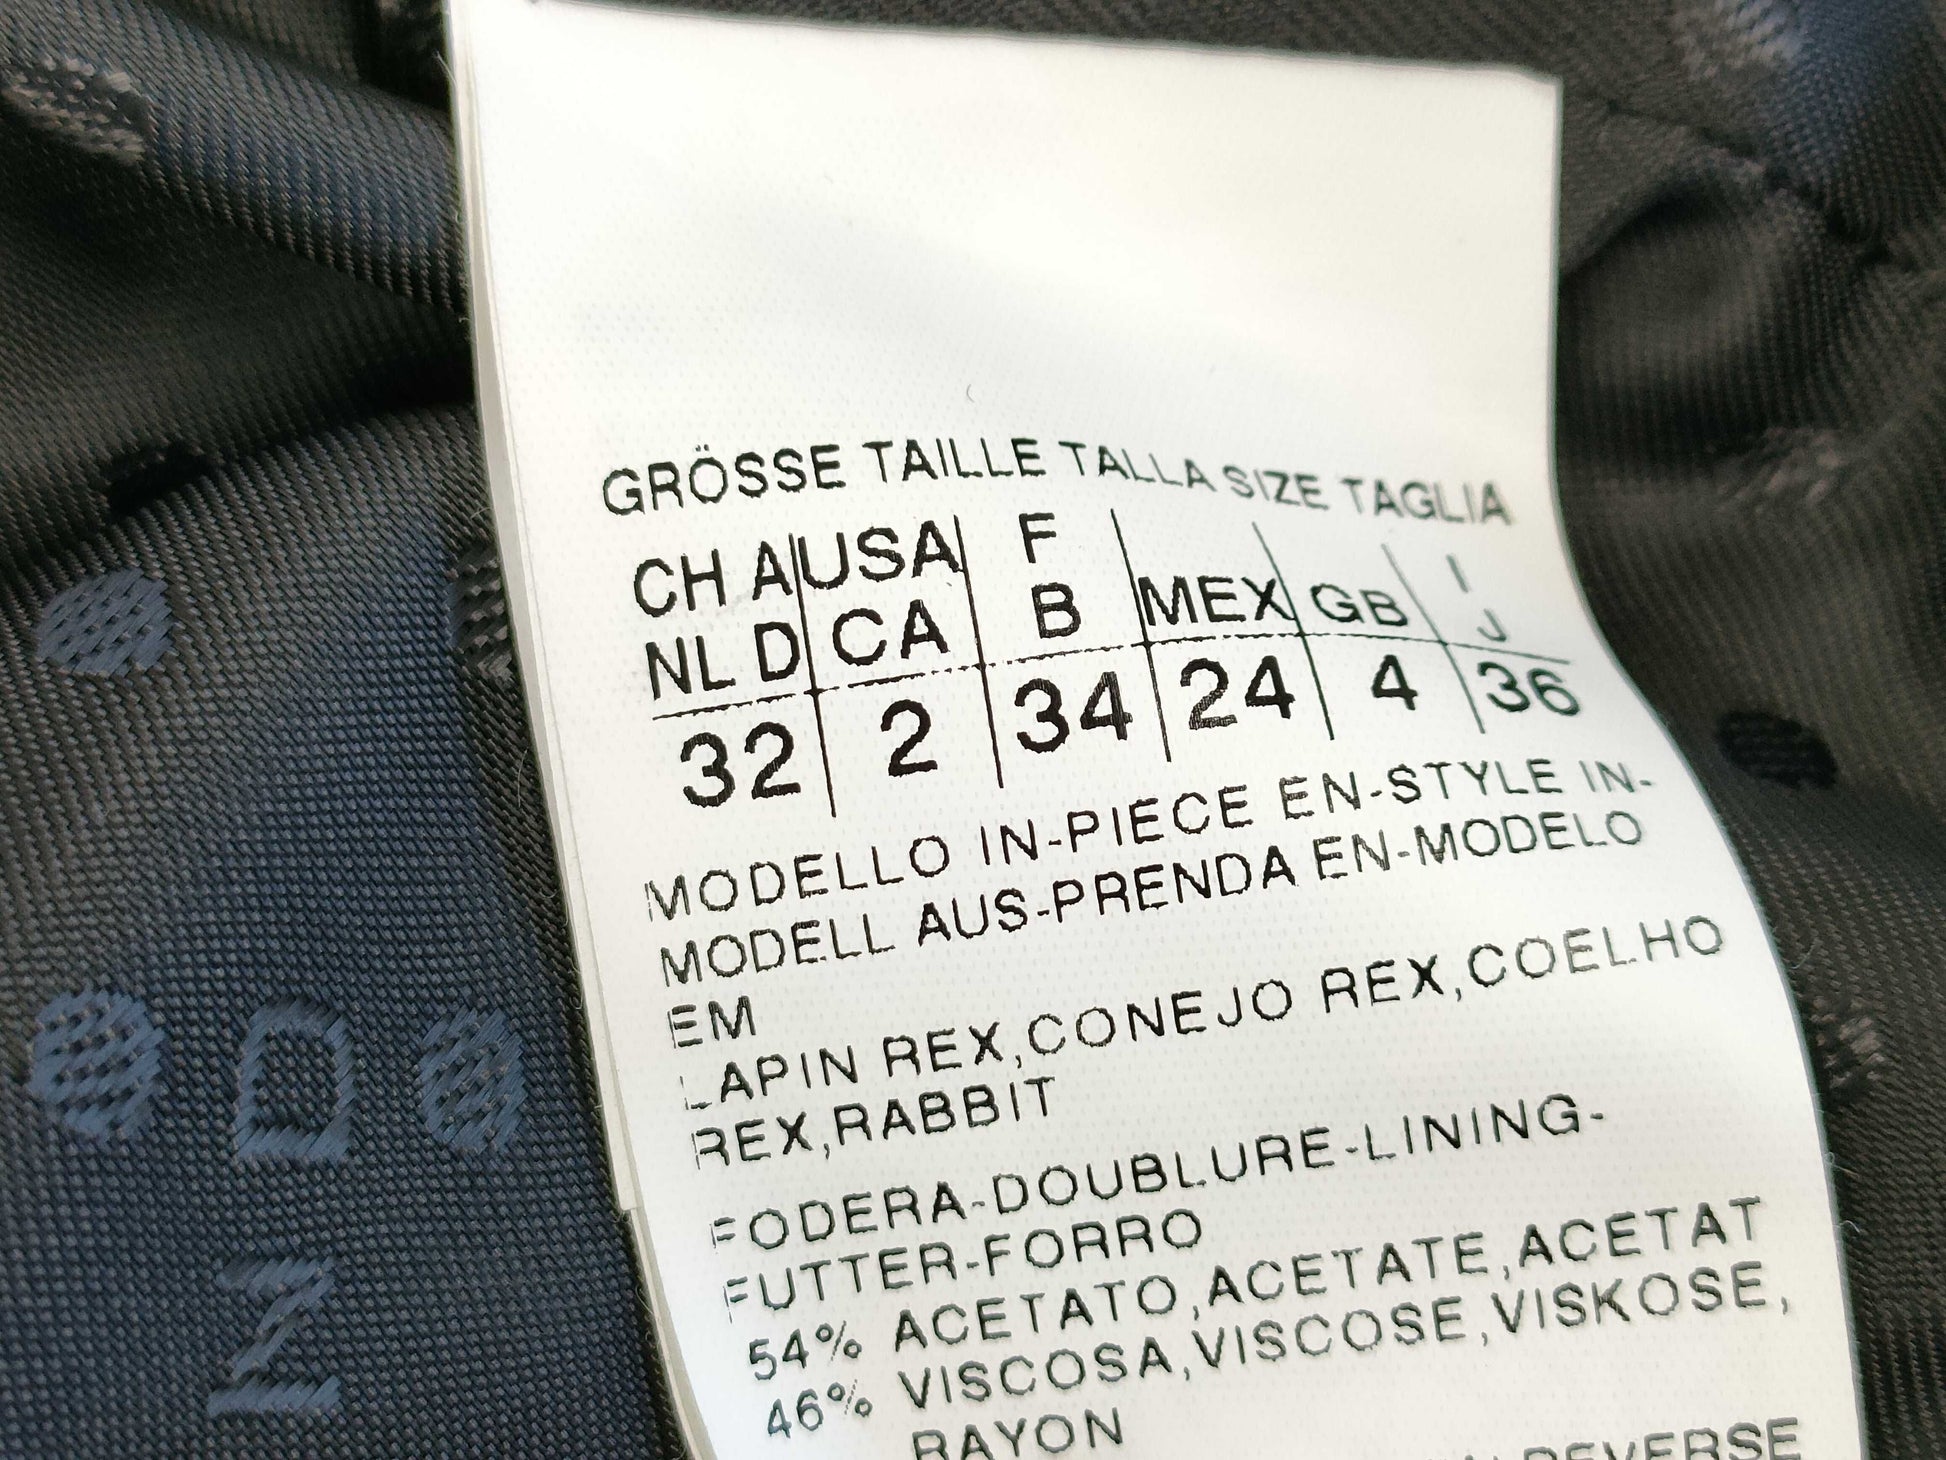 GRÖSSE TAILLE TALLA SIZE TAGLIA
CH A USA F MEX GB I
NL D CA B J
32 2 34 24 4 36
MODELLO IN-PIECE EN-STYLE IN-
MODELL AUS-PRENDA EN-MODELO
EM
LAPIN REX,CONEJO REX,COELHO
REX,RABBIT
FODERA-DOUBLURE-LINING-
FUTTER-FORRO
54% ACETATO,ACETATE,ACETAT
46% VISCOSA,VISCOSE,VISKOSE,
RAYON
REVERSE